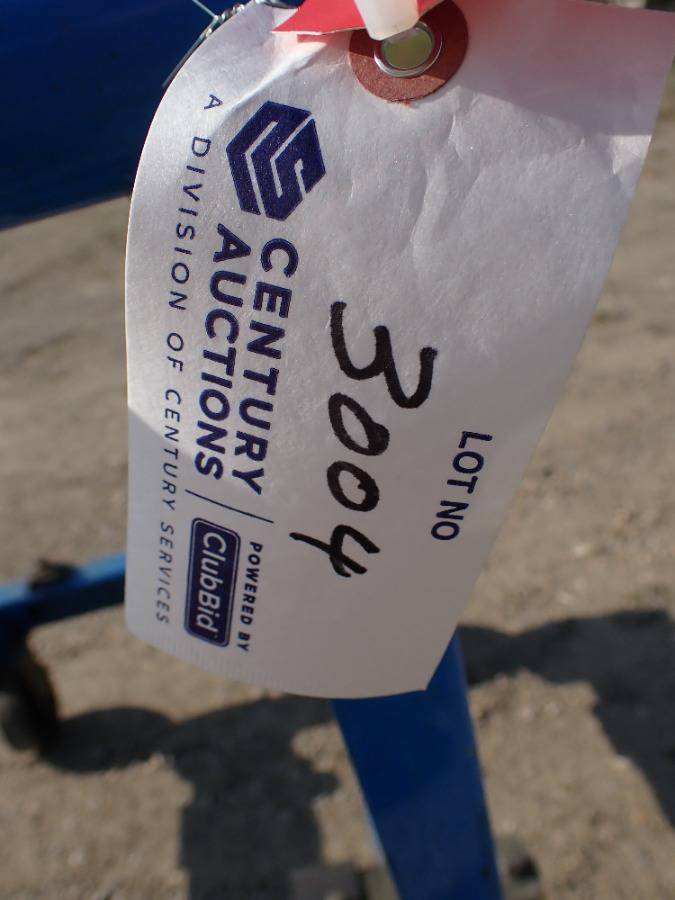 LOT NO
3004
CENTURY
AUCTIONS
POWERED BY
ClubBid
A DIVISION OF CENTURY SERVICES